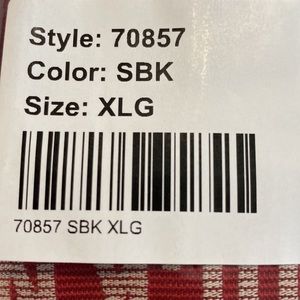 Style: 70857
Color: SBK
Size: XLG
70857 SBK XLG